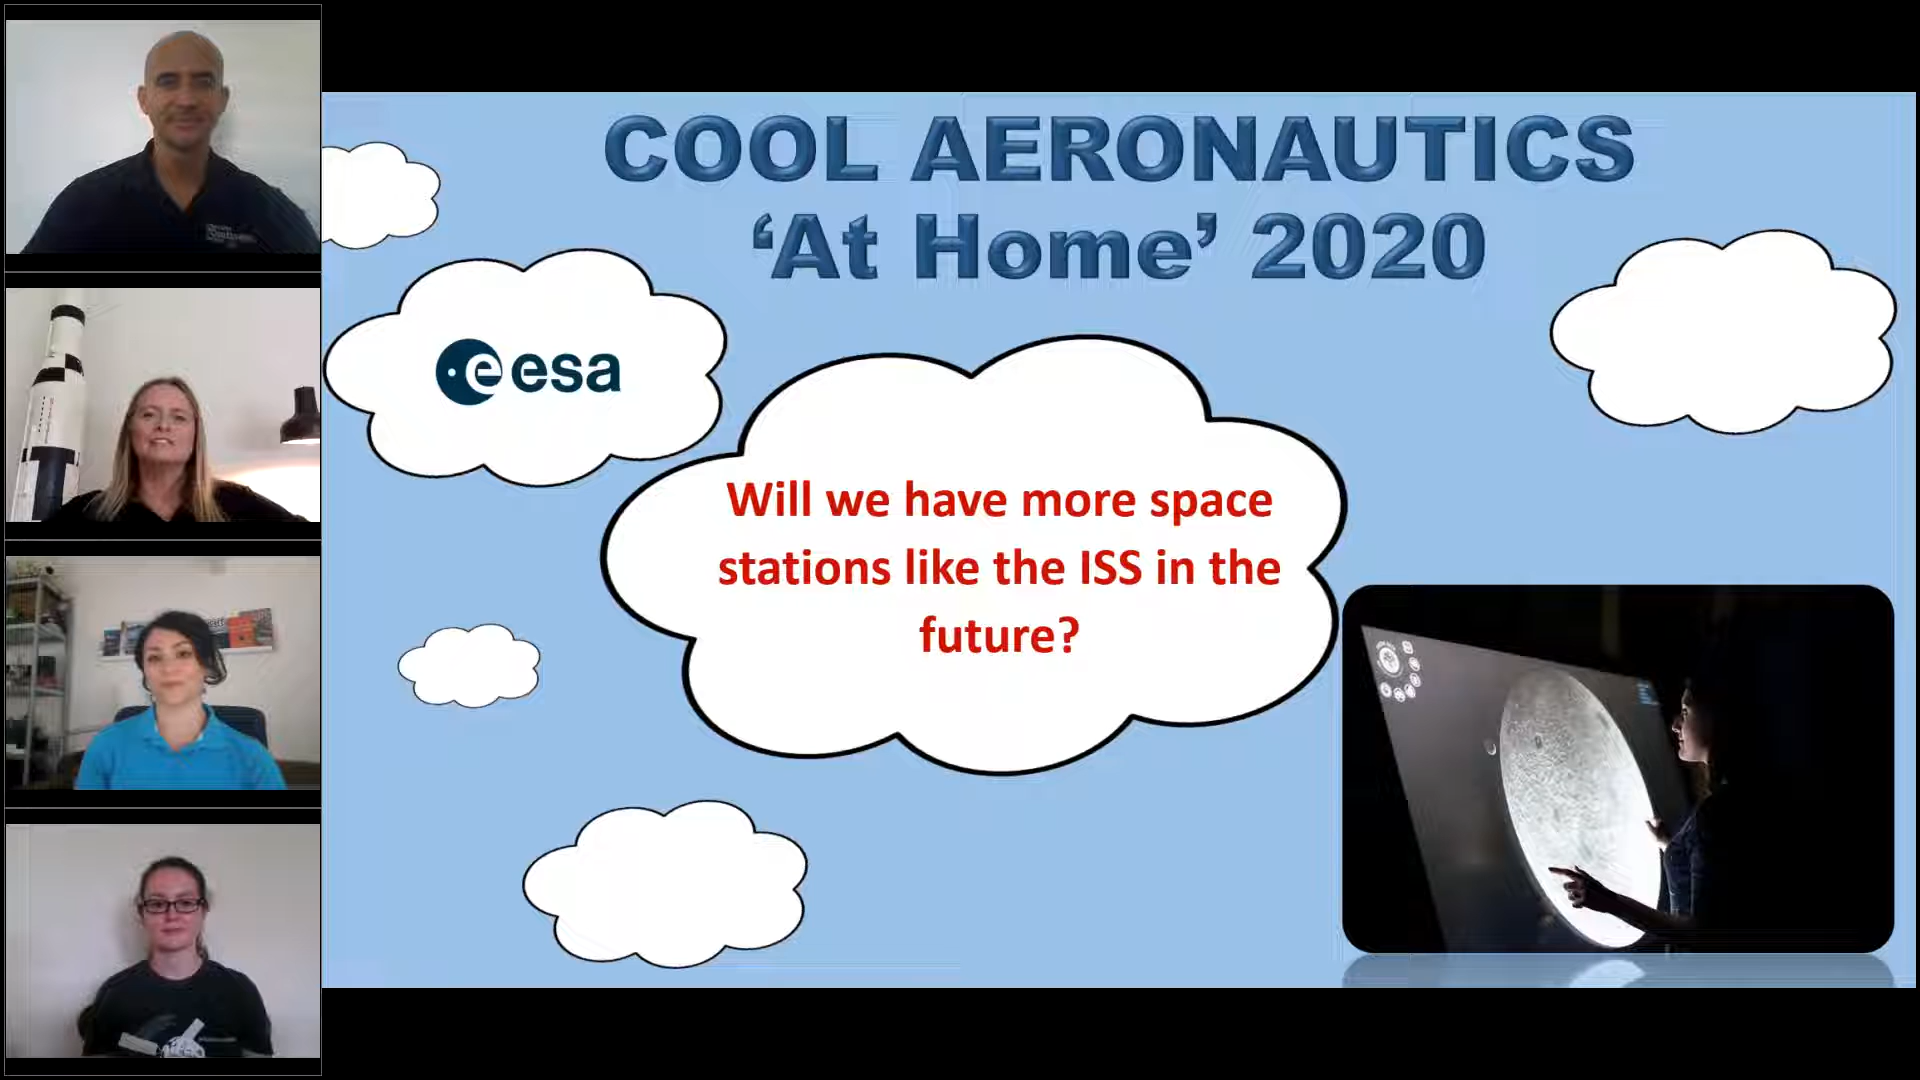 COOL AERONAUTICS
‘At Home’ 2020
esa
Will we have more space
stations like the ISS in the
future?